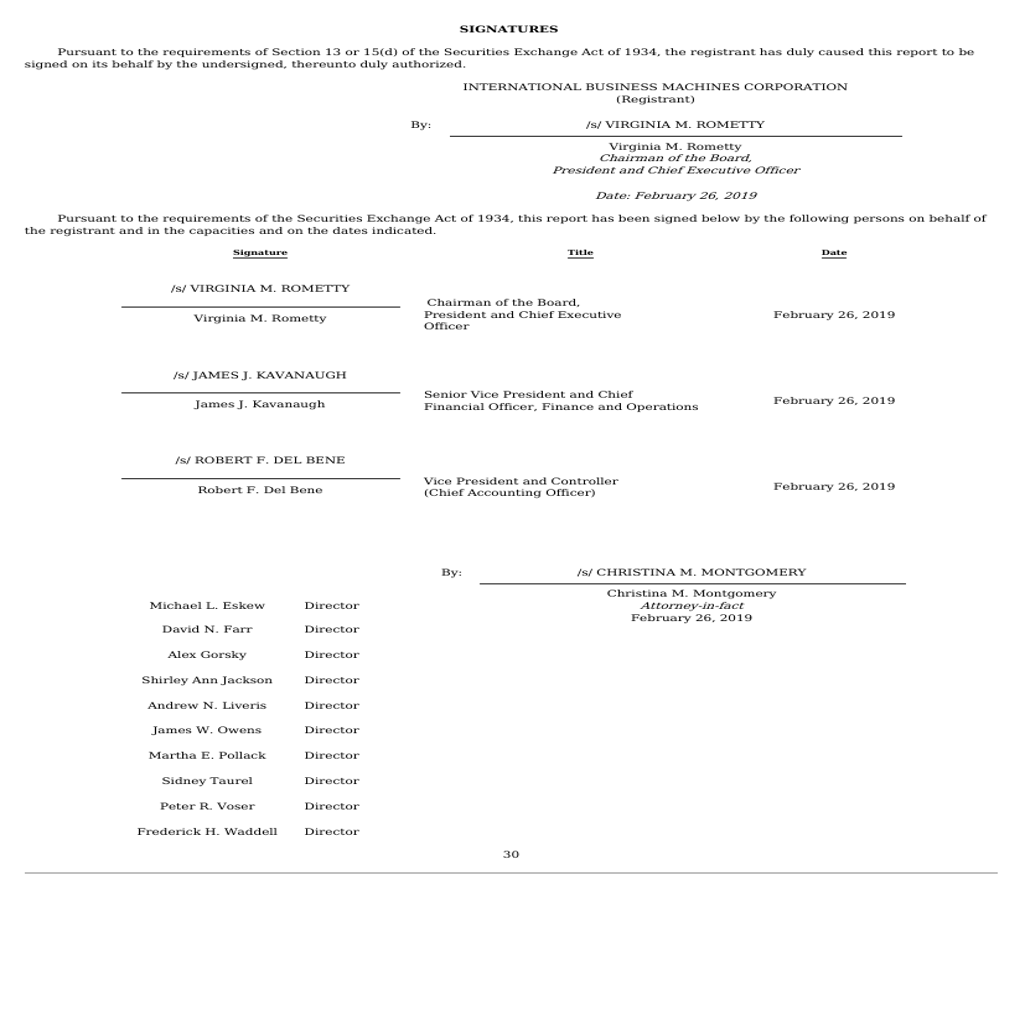 SIGNATURES
Pursuant to the requirements of Section 13 or 15(d) of the Securities Exchange Act of 1934, the registrant has duly caused this report to be
signed on its behalf by the undersigned, thereunto duly authorized.
INTERNATIONAL BUSINESS MACHINES CORPORATION
(Registrant)
By: /s/ VIRGINIA M. ROMETTY
Virginia M. Rometty
Chairman of the Board,
President and Chief Executive Officer
Date: February 26, 2019
Pursuant to the requirements of the Securities Exchange Act of 1934, this report has been signed below by the following persons on behalf of
the registrant and in the capacities and on the dates indicated.
Signature Title Date
/s/ VIRGINIA M. ROMETTY
Virginia M. Rometty
Chairman of the Board,
President and Chief Executive
Officer
February 26, 2019
/s/ JAMES J. KAVANAUGH
James J. Kavanaugh
Senior Vice President and Chief
Financial Officer, Finance and Operations
February 26, 2019
/s/ ROBERT F. DEL BENE
Robert F. Del Bene
Vice President and Controller
(Chief Accounting Officer)
February 26, 2019
By: /s/ CHRISTINA M. MONTGOMERY
Christina M. Montgomery
Attorney-in-fact
February 26, 2019
Michael L. Eskew Director
David N. Farr Director
Alex Gorsky Director
Shirley Ann Jackson Director
Andrew N. Liveris Director
James W. Owens Director
Martha E. Pollack Director
Sidney Taurel Director
Peter R. Voser Director
Frederick H. Waddell Director
30